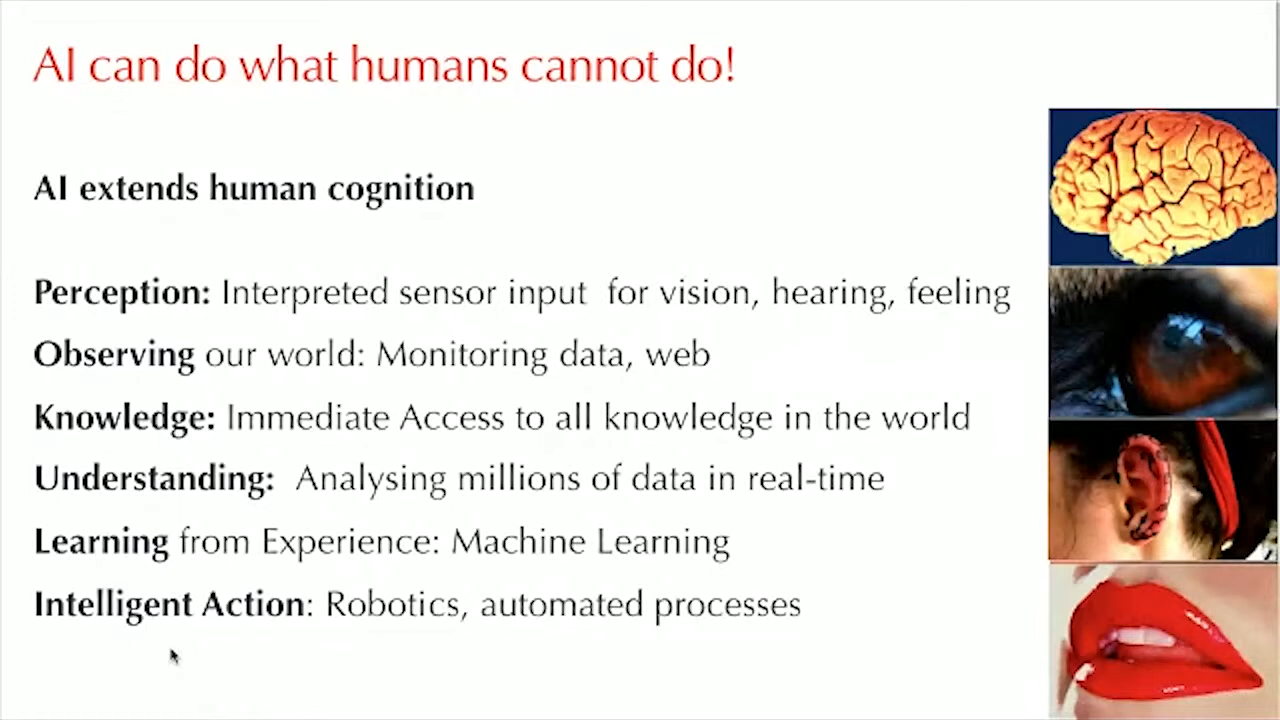 AI can do what humans cannot do!
AI extends human cognition
Perception: Interpreted sensor input for vision, hearing, feeling
Observing our world: Monitoring data, web
Knowledge: Immediate Access to all knowledge in the world
Understanding: Analysing millions of data in real-time
Learning from Experience: Machine Learning
Intelligent Action: Robotics, automated processes